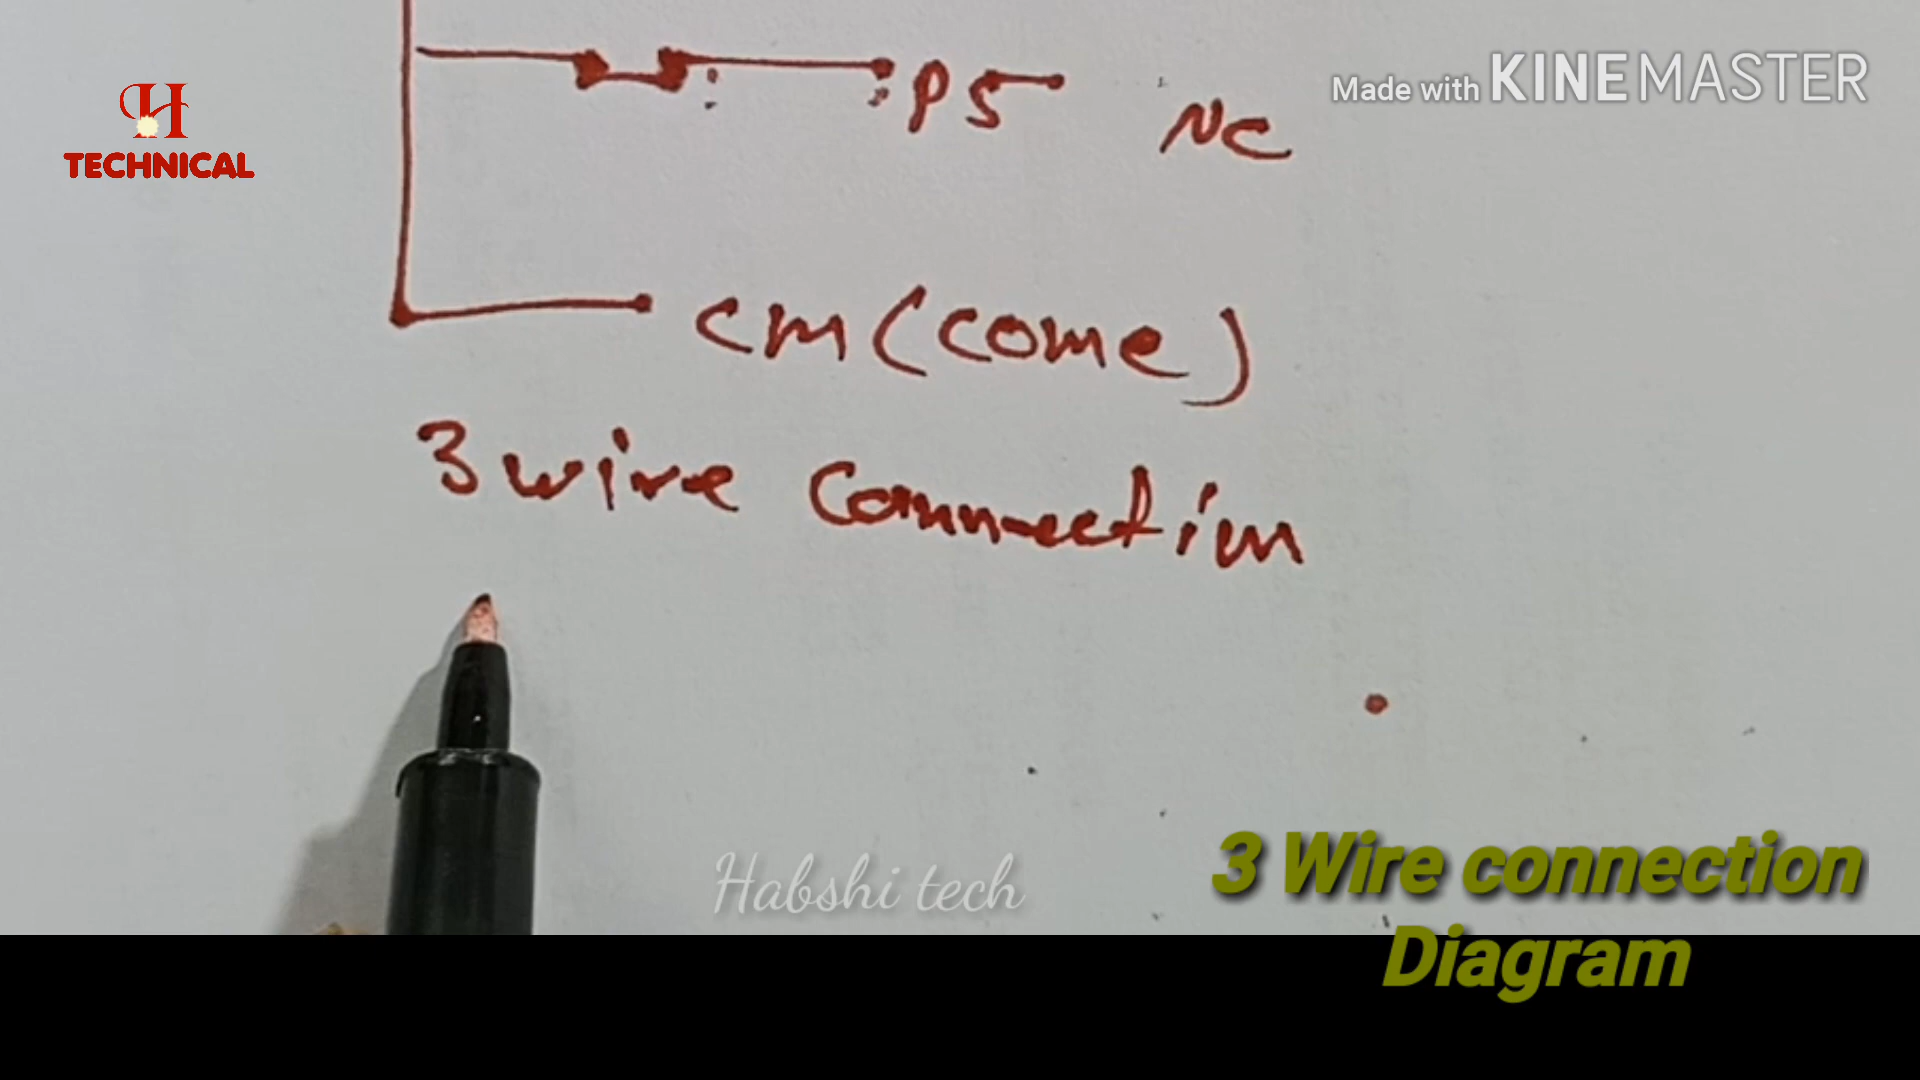 H
TECHNICAL
Made with KINEMASTER
PS NC
cm (come)
3 wire connection
Habshi tech
3 Wire connection
Diagram